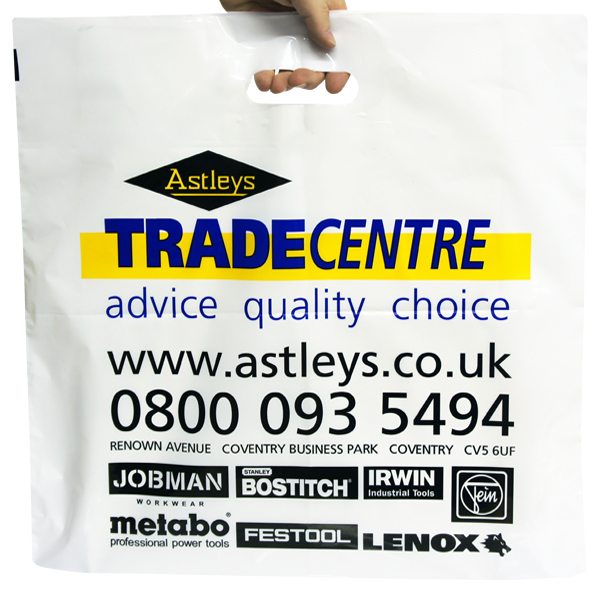 Astleys
TRADECENTRE
advice quality choice
www.astleys.co.uk
0800 093 5494
RENOWN AVENUE COVENTRY BUSINESS PARK COVENTRY CV5 6UF
JOBMAN
WORKWEAR
STANLEY
BOSTITCH®
IRWIN
Industrial Tools
Fein
metabo®
professional power tools
FESTOOL
LENOX